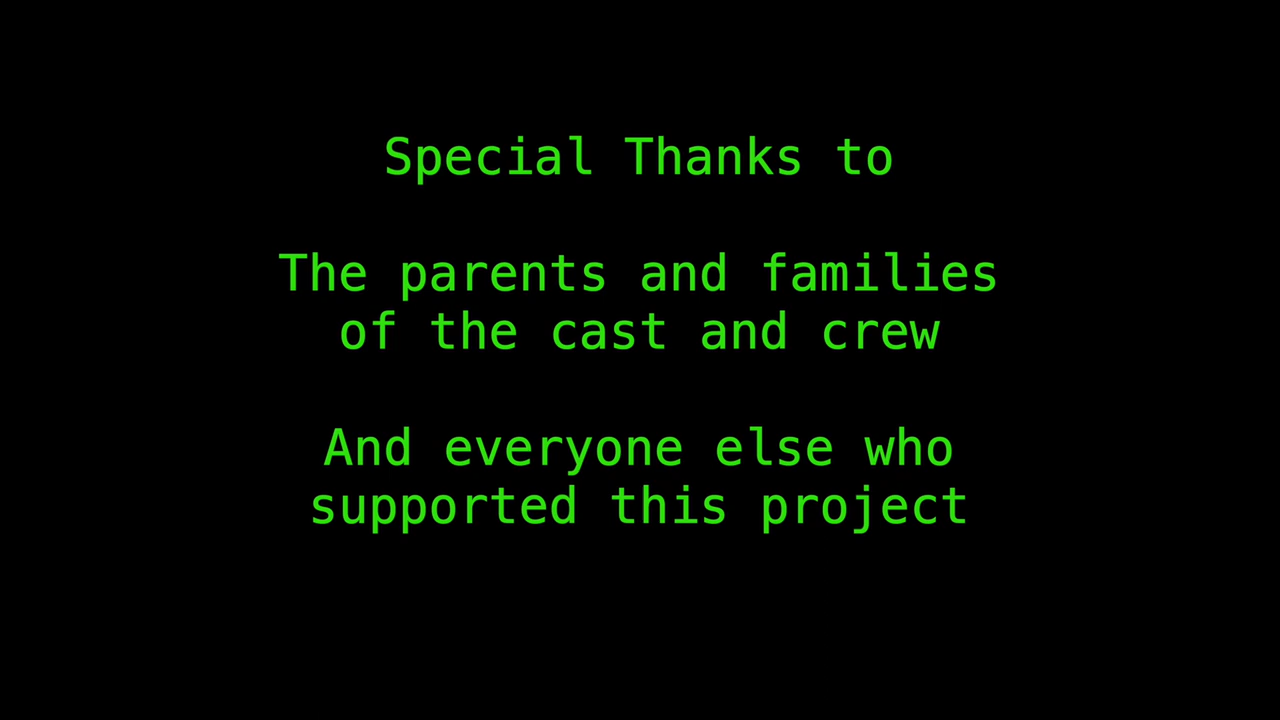 Special Thanks to
The parents and families
of the cast and crew
And everyone else who
supported this project